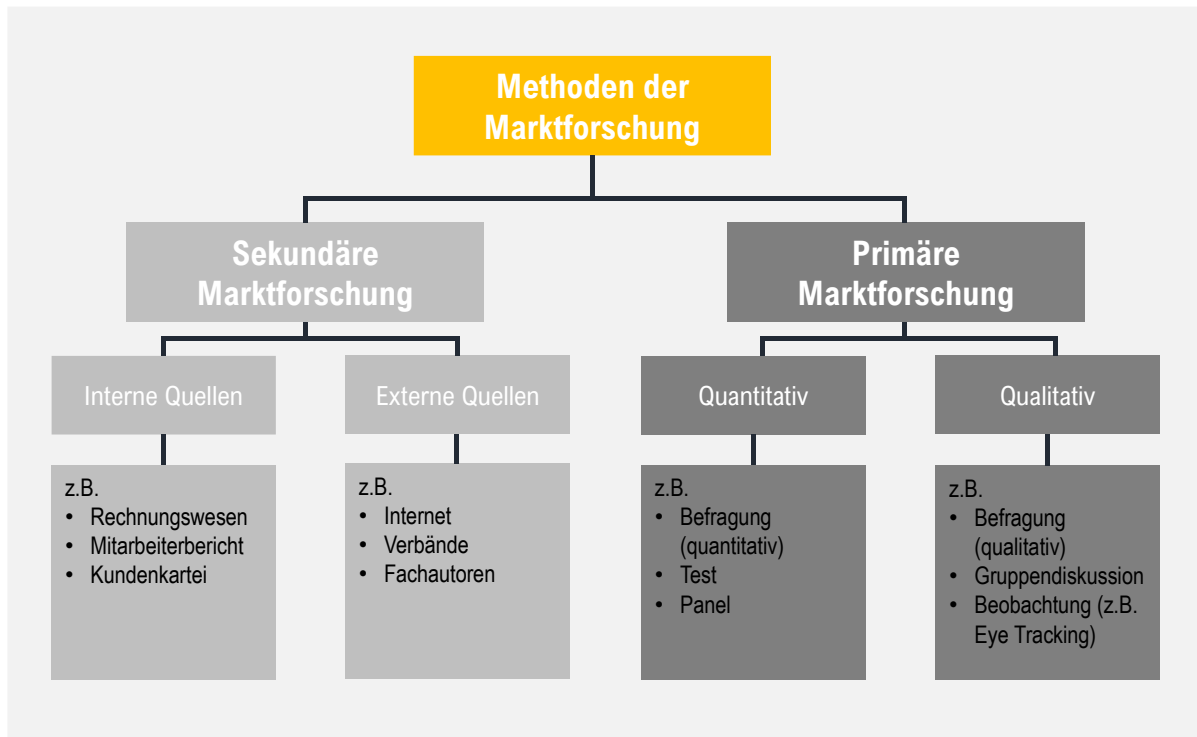 Methoden der
Marktforschung
Sekundäre
Marktforschung
Primäre
Marktforschung
Interne Quellen
Externe Quellen
Quantitativ
Qualitativ
z.B.
• Rechnungswesen
• Mitarbeiterbericht
• Kundenkartei
z.B.
• Internet
• Verbände
• Fachautoren
z.B.
• Befragung
(quantitativ)
• Test
• Panel
z.B.
• Befragung
(qualitativ)
• Gruppendiskussion
• Beobachtung (z.B.
Eye Tracking)